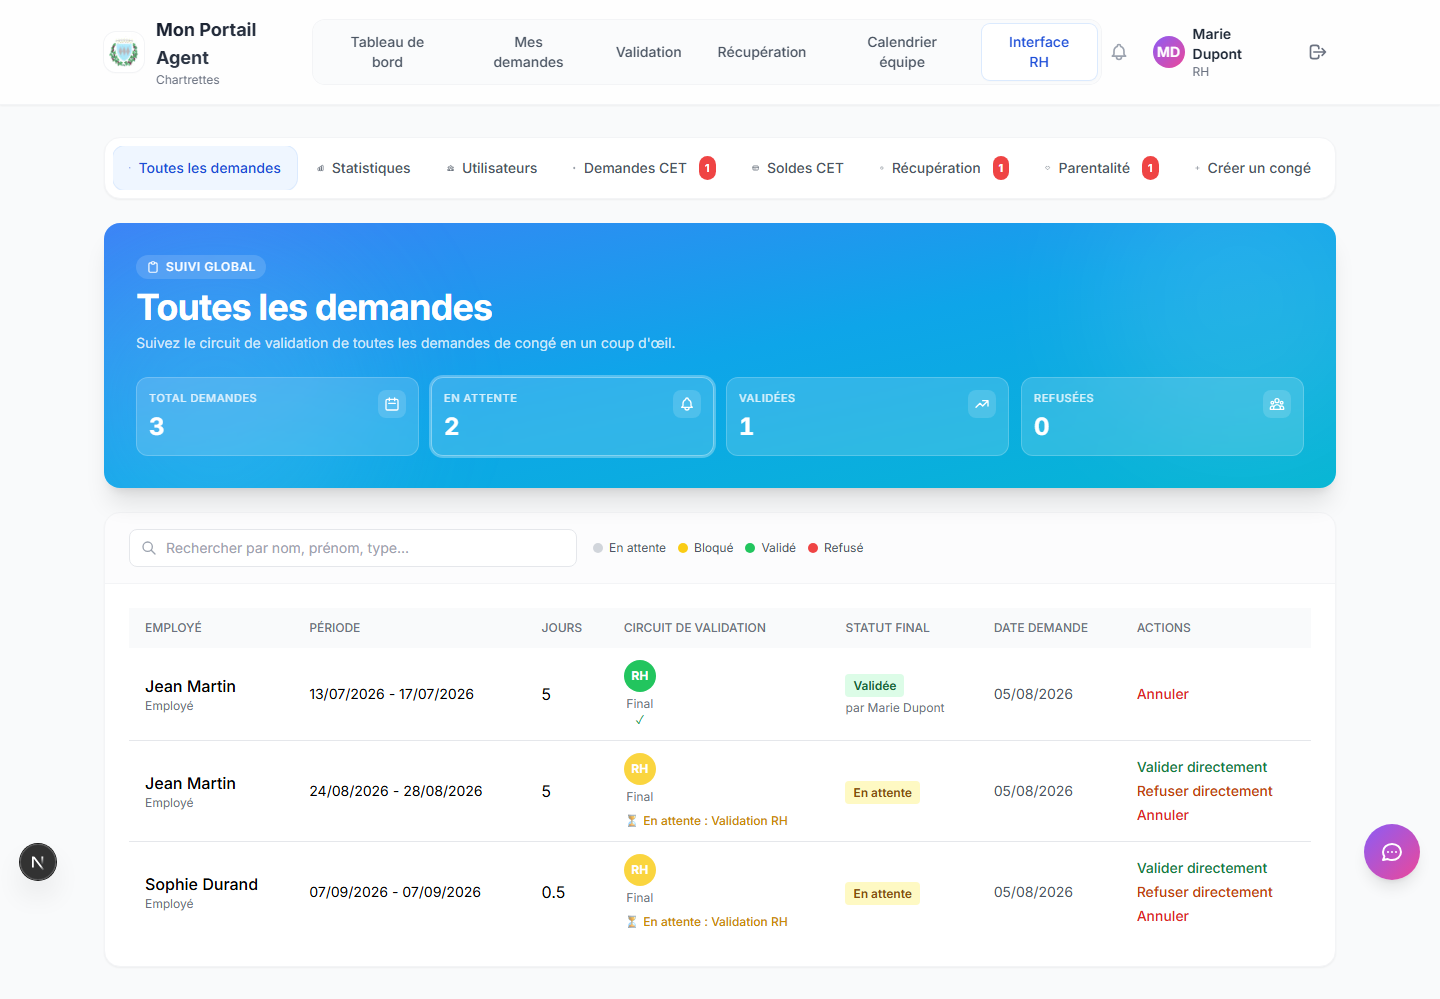 Mon Portail
Agent
Chartrettes
Tableau de
bord
Mes
demandes
Validation
Récupération
Calendrier
équipe
Interface
RH
MD
Marie
Dupont
RH
Toutes les demandes
Statistiques
Utilisateurs
Demandes CET 1
Soldes CET
Récupération 1
Parentalité 1
Créer un congé
SUIVI GLOBAL
Toutes les demandes
Suivez le circuit de validation de toutes les demandes de congé en un coup d'œil.
TOTAL DEMANDES
3
EN ATTENTE
2
VALIDÉES
1
REFUSÉES
0
Rechercher par nom, prénom, type...
En attente
Bloqué
Validé
Refusé
EMPLOYÉ PÉRIODE JOURS CIRCUIT DE VALIDATION STATUT FINAL DATE DEMANDE ACTIONS
Jean Martin
Employé
13/07/2026 - 17/07/2026
5
RH
Final
✓
Validée
par Marie Dupont
05/08/2026
Annuler
Jean Martin
Employé
24/08/2026 - 28/08/2026
5
RH
Final
⏳ En attente : Validation RH
En attente
05/08/2026
Valider directement
Refuser directement
Annuler
Sophie Durand
Employé
07/09/2026 - 07/09/2026
0.5
RH
Final
⏳ En attente : Validation RH
En attente
05/08/2026
Valider directement
Refuser directement
Annuler
N